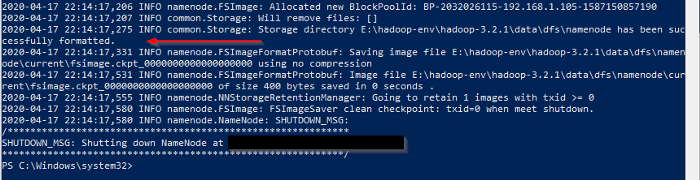 2020-04-17 22:14:17,206 INFO namenode.FSImage: Allocated new BlockPoolId: BP-2032026115-192.168.1.105-1587150857190
2020-04-17 22:14:17,207 INFO common.Storage: Will remove files: []
2020-04-17 22:14:17,275 INFO common.Storage: Storage directory E:\hadoop-env\hadoop-3.2.1\data\dfs\namenode has been suc
cessfully formatted.
2020-04-17 22:14:17,331 INFO namenode.FSImageFormatProtobuf: Saving image file E:\hadoop-env\hadoop-3.2.1\data\dfs\namen
ode\current\fsimage.ckpt_0000000000000000000 using no compression
2020-04-17 22:14:17,531 INFO namenode.FSImageFormatProtobuf: Image file E:\hadoop-env\hadoop-3.2.1\data\dfs\namenode\cur
rent\fsimage.ckpt_0000000000000000000 of size 400 bytes saved in 0 seconds .
2020-04-17 22:14:17,555 INFO namenode.NNStorageRetentionManager: Going to retain 1 images with txid >= 0
2020-04-17 22:14:17,580 INFO namenode.FSImage: FSImageSaver clean checkpoint: txid=0 when meet shutdown.
2020-04-17 22:14:17,580 INFO namenode.NameNode: SHUTDOWN_MSG:
/************************************************************
SHUTDOWN_MSG: Shutting down NameNode at
************************************************************/
PS C:\Windows\system32>